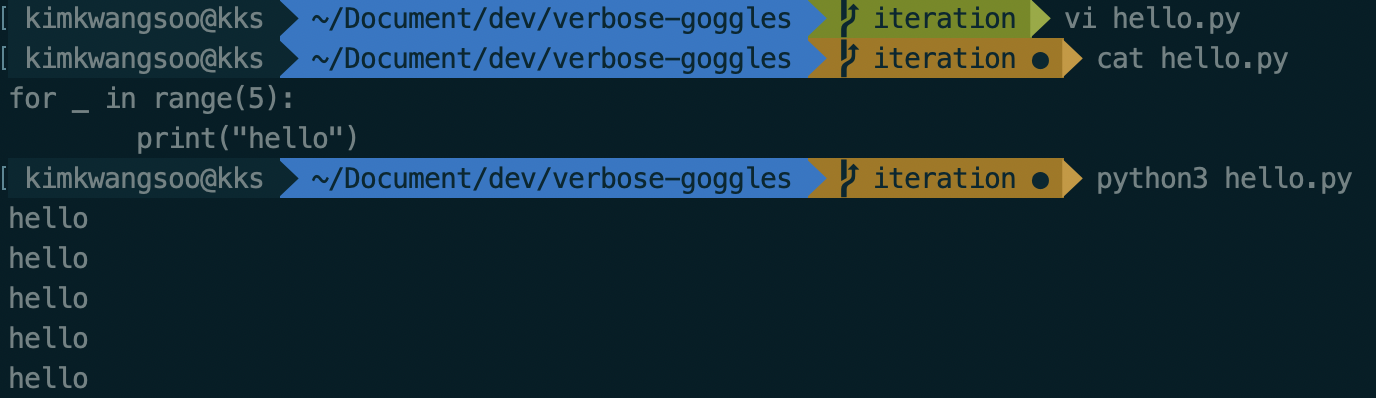 kimkwangsoo@kks ~/Document/dev/verbose-goggles iteration vi hello.py
kimkwangsoo@kks ~/Document/dev/verbose-goggles iteration ● cat hello.py
for _ in range(5):
        print("hello")
kimkwangsoo@kks ~/Document/dev/verbose-goggles iteration ● python3 hello.py
hello
hello
hello
hello
hello